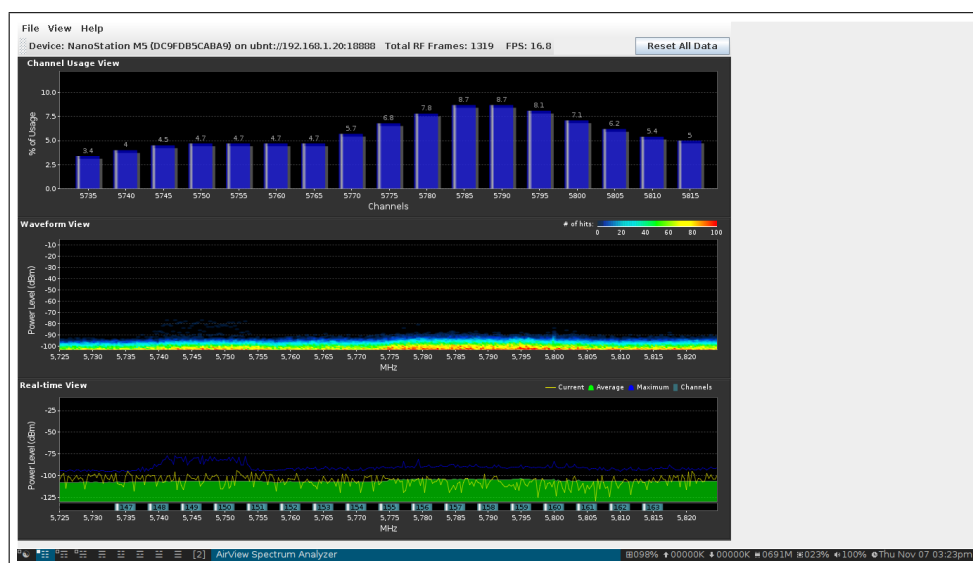 File View Help
Device: NanoStation M5 (DC9FDB5CABA9) on ubnt://192.168.1.20:18888 Total RF Frames: 1319 FPS: 16.8 Reset All Data
Channel Usage View
% of Usage
10.0
7.5
5.0
2.5
0.0
3.4 4 4.5 4.7 4.7 4.7 4.7 5.7 6.8 7.8 8.7 8.7 8.1 7.1 6.2 5.4 5
5735 5740 5745 5750 5755 5760 5765 5770 5775 5780 5785 5790 5795 5800 5805 5810 5815
Channels
Waveform View
# of hits:
0 20 40 60 80 100
Power Level (dBm)
-10
-20
-30
-40
-50
-60
-70
-80
-90
-100
5,725 5,730 5,735 5,740 5,745 5,750 5,755 5,760 5,765 5,770 5,775 5,780 5,785 5,790 5,795 5,800 5,805 5,810 5,815 5,820
MHz
Real-time View
Current Average Maximum Channels
Power Level (dBm)
-25
-50
-75
-100
-125
147 148 149 150 151 152 153 154 155 156 157 158 159 160 161 162 163
5,725 5,730 5,735 5,740 5,745 5,750 5,755 5,760 5,765 5,770 5,775 5,780 5,785 5,790 5,795 5,800 5,805 5,810 5,815 5,820
MHz
[2] AirView Spectrum Analyzer 098% 00000K 00000K 0691M 023% 100% Thu Nov 07 03:23pm